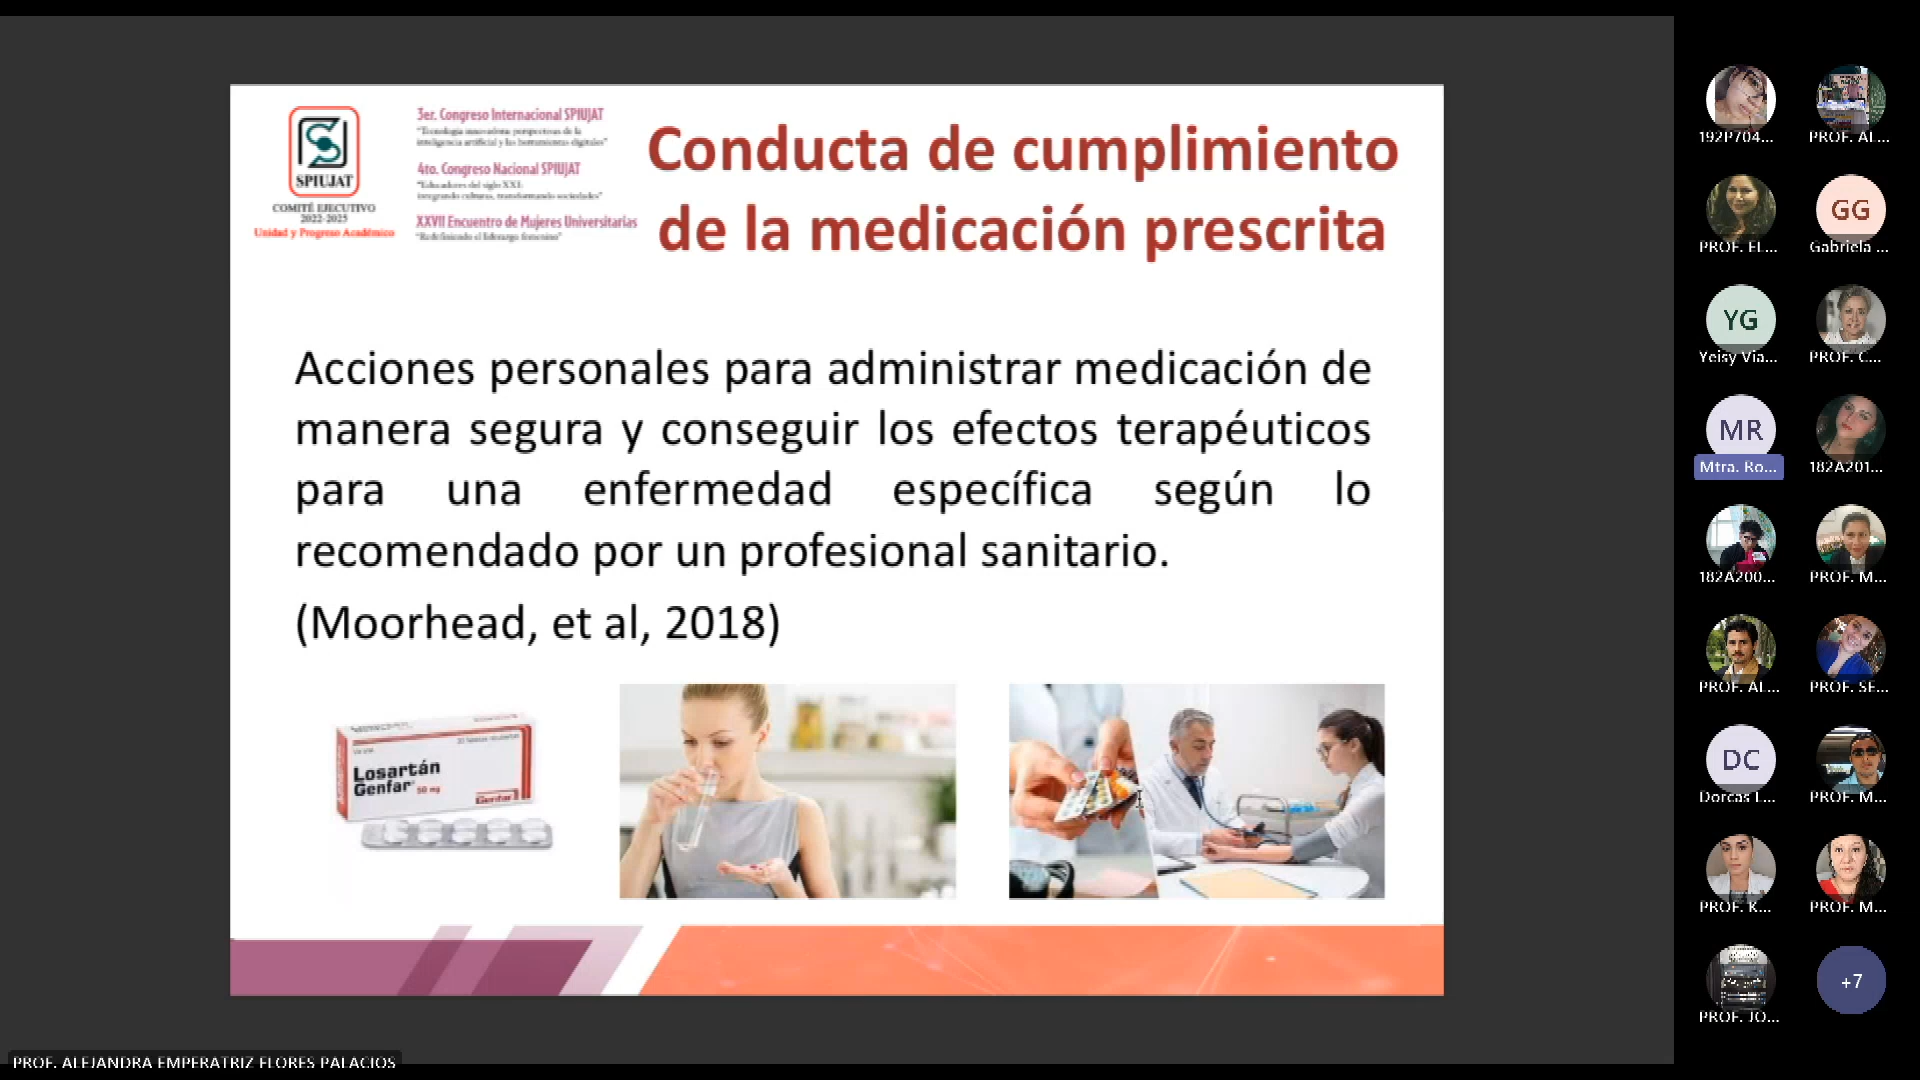 SPIUJAT
COMITÉ EJECUTIVO
2022-2025
Unidad y Progreso Académico
3er. Congreso Internacional SPIUJAT
"Tecnología innovadora: perspectivas de la
inteligencia artificial y las herramientas digitales"
4to. Congreso Nacional SPIUJAT
"Educadores del siglo XXI:
integrando culturas, transformando sociedades"
XXVII Encuentro de Mujeres Universitarias
"Redefiniendo el liderazgo femenino"
Conducta de cumplimiento
de la medicación prescrita
Acciones personales para administrar medicación de
manera segura y conseguir los efectos terapéuticos
para una enfermedad específica según lo
recomendado por un profesional sanitario.
(Moorhead, et al, 2018)
Losartán
Genfar
50 mg
Genfar
192P704...
PROF. AL...
PROF. EL...
GG
Gabriela ...
YG
Yeisy Via...
PROF. C...
MR
Mtra. Ro...
182A201...
182A200...
PROF. M...
PROF. AL...
PROF. SE...
DC
Dorcas L...
PROF. M...
PROF. K...
PROF. M...
PROF. JO...
+7
PROF. ALEJANDRA EMPERATRIZ FLORES PALACIOS